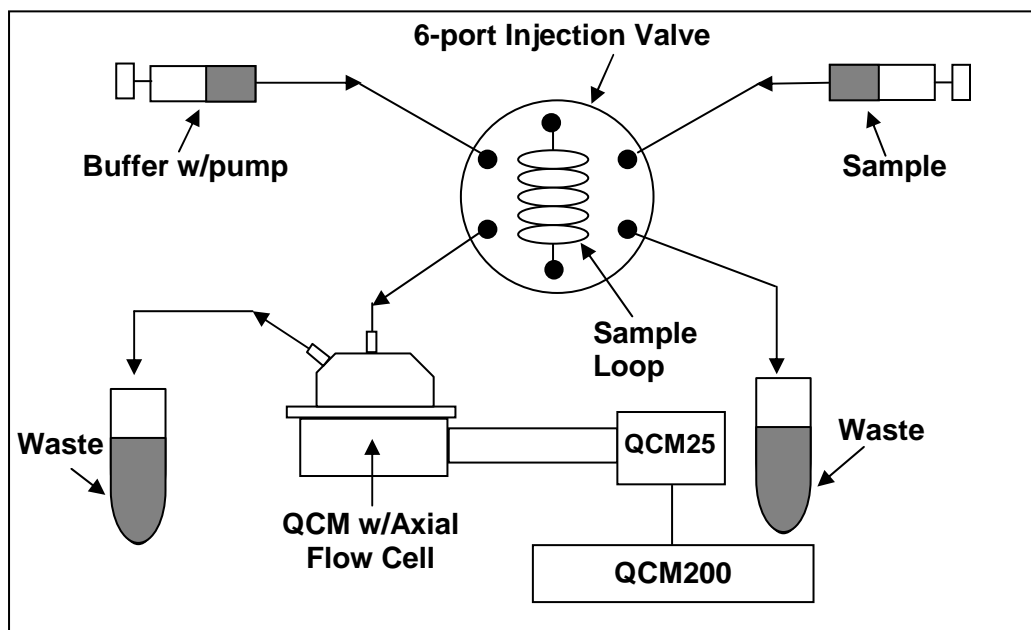 6-port Injection Valve
Buffer w/pump
Sample
Sample
Loop
Waste
QCM25
Waste
QCM w/Axial
Flow Cell
QCM200